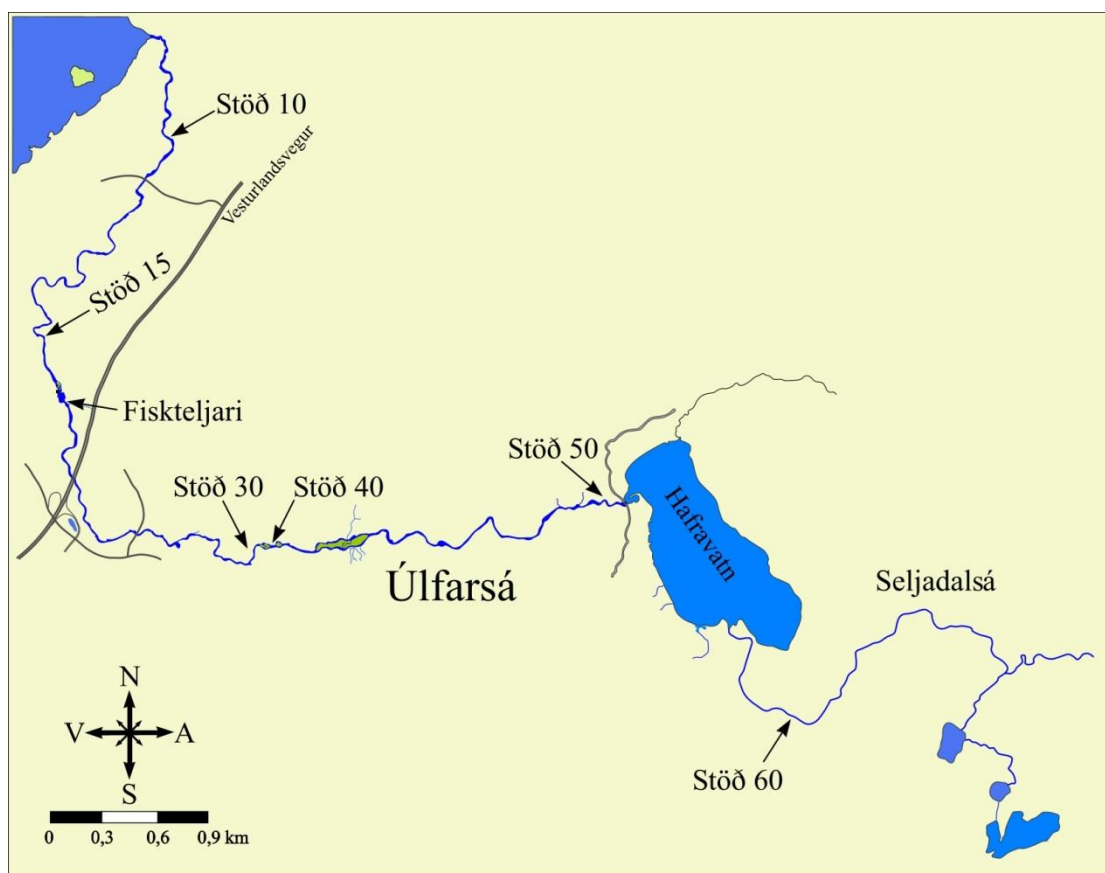 Stöð 10
Vesturlandsvegur
Stöð 15
Fiskteljari
Stöð 50
Stöð 30
Stöð 40
Hafravatn
Úlfarsá
Seljadalsá
Stöð 60
N
V A
S
0 0,3 0,6 0,9 km